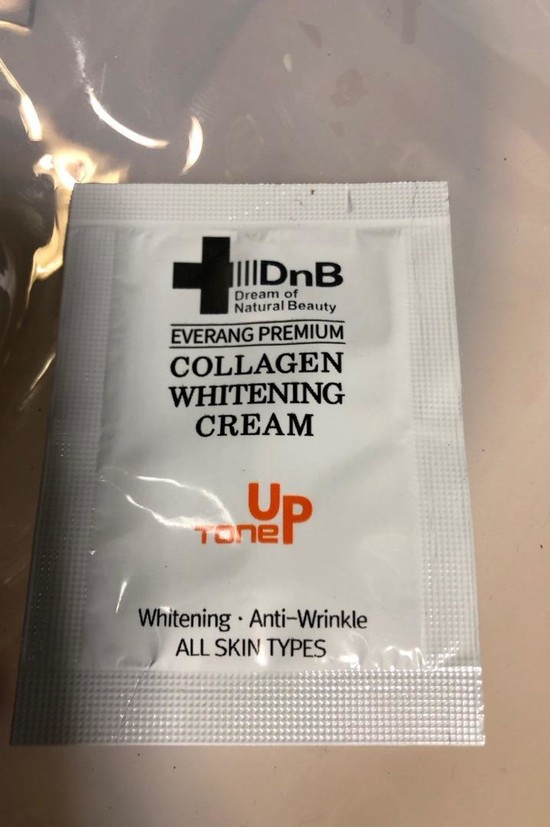 DnB
Dream of
Natural Beauty
EVERANG PREMIUM
COLLAGEN
WHITENING
CREAM
Tone Up
Whitening · Anti-Wrinkle
ALL SKIN TYPES